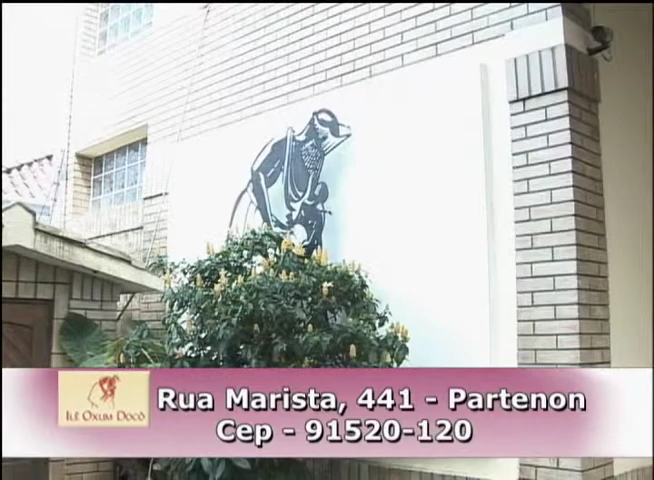 ILÊ OXUM DOCÔ
Rua Marista, 441 - Partenon
Cep - 91520-120